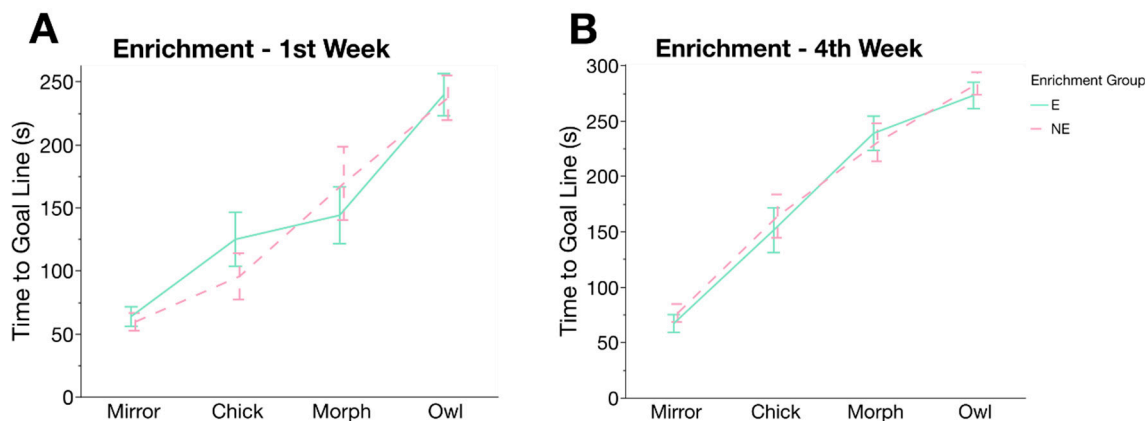 A
Enrichment - 1st Week
Time to Goal Line (s)
250
200
150
100
50
0
Mirror Chick Morph Owl
B
Enrichment - 4th Week
Time to Goal Line (s)
300
250
200
150
100
50
0
Mirror Chick Morph Owl
Enrichment Group
E
NE